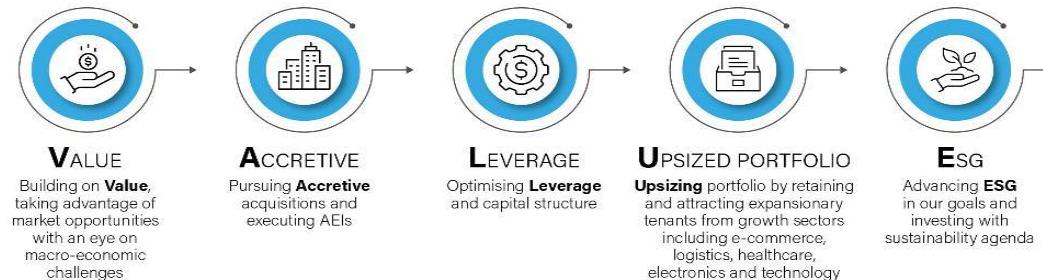 VALUE
Building on Value,
taking advantage of
market opportunities
with an eye on
macro-economic
challenges
ACCRETIVE
Pursuing Accretive
acquisitions and
executing AEIs
LEVERAGE
Optimising Leverage
and capital structure
UPSIZED PORTFOLIO
Upsizing portfolio by retaining
and attracting expansionary
tenants from growth sectors
including e-commerce,
logistics, healthcare,
electronics and technology
ESG
Advancing ESG
in our goals and
investing with
sustainability agenda